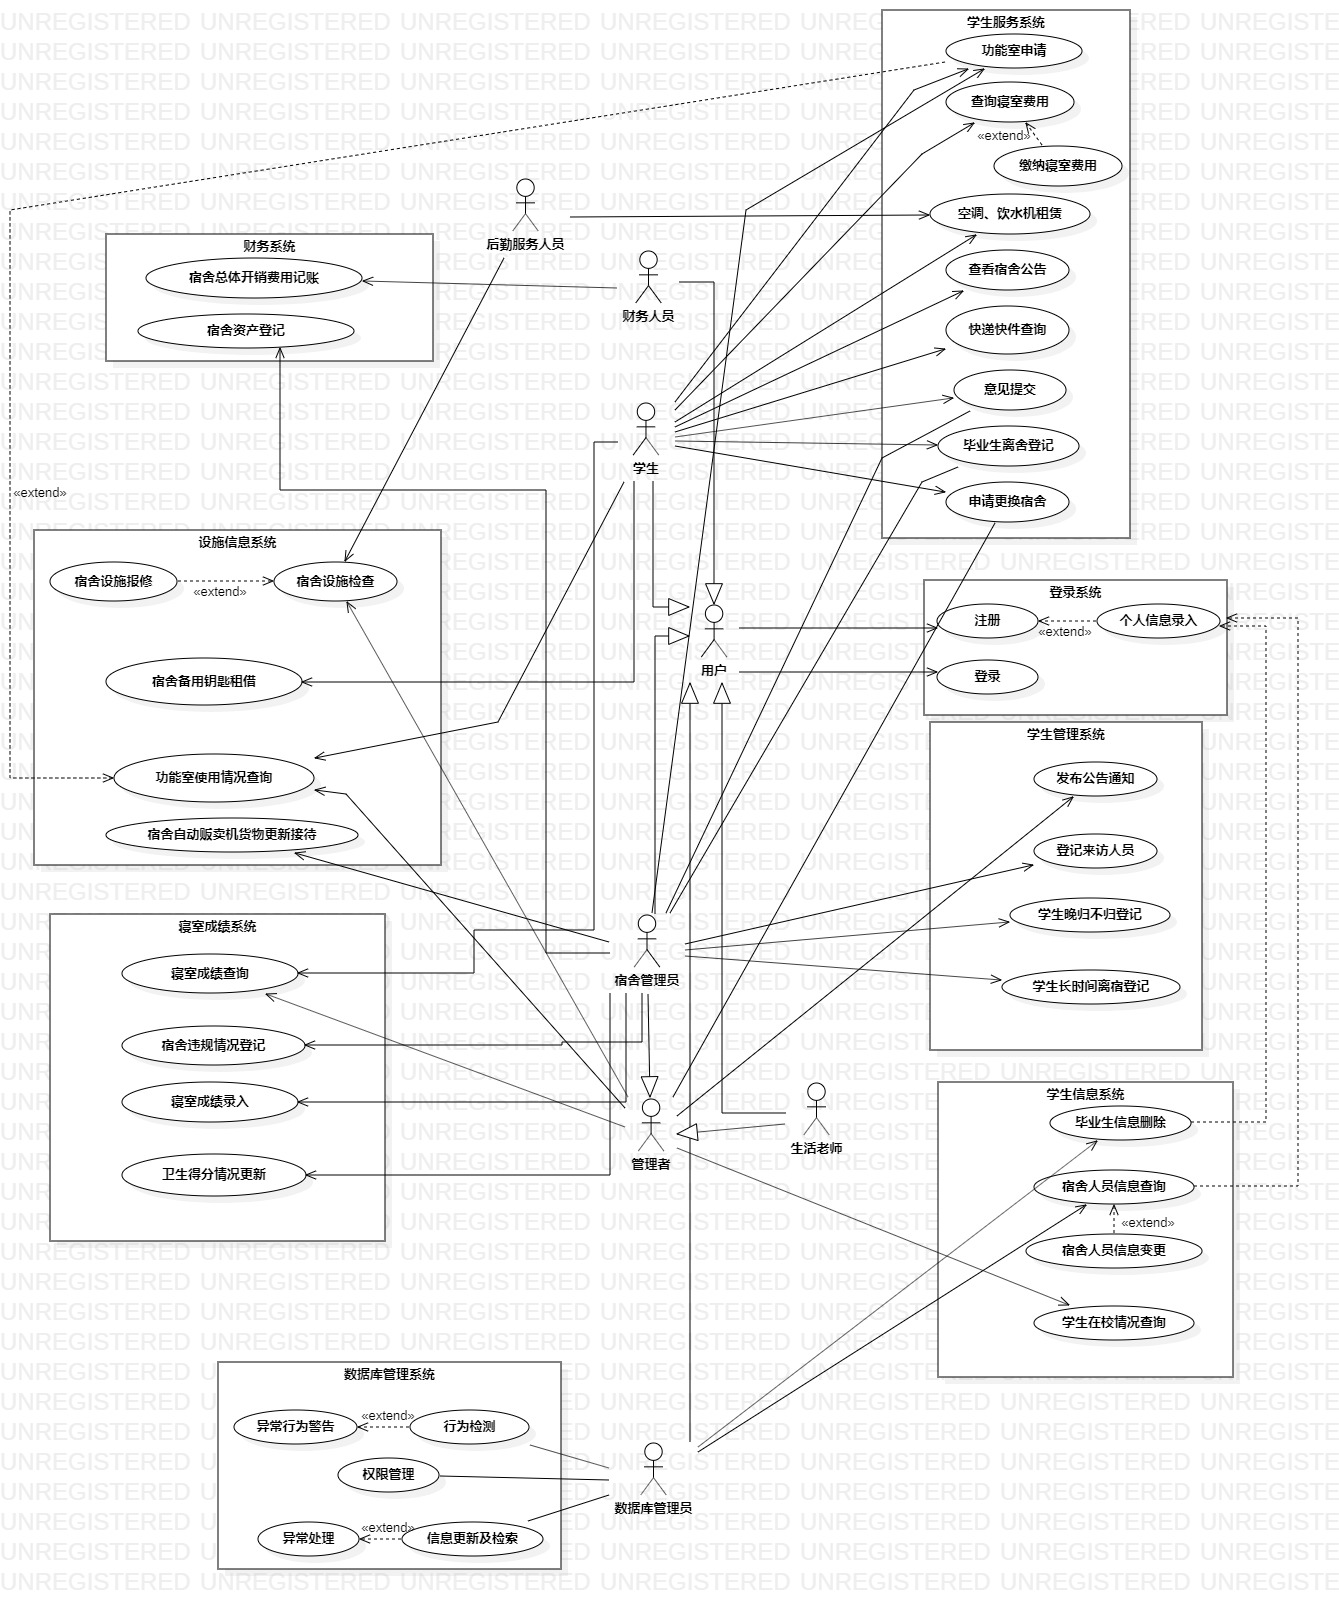 学生服务系统
功能室申请
查询寝室费用
«extend»
缴纳寝室费用
空调、饮水机租赁
查看宿舍公告
快递快件查询
意见提交
毕业生离舍登记
申请更换宿舍
后勤服务人员
财务人员
财务系统
宿舍总体开销费用记账
宿舍资产登记
学生
«extend»
设施信息系统
宿舍设施报修
«extend»
宿舍设施检查
宿舍备用钥匙租借
功能室使用情况查询
宿舍自动贩卖机货物更新接待
用户
登录系统
注册
«extend»
个人信息录入
登录
学生管理系统
发布公告通知
登记来访人员
学生晚归不归登记
学生长时间离宿登记
寝室成绩系统
寝室成绩查询
宿舍违规情况登记
寝室成绩录入
卫生得分情况更新
宿舍管理员
管理者
生活老师
学生信息系统
毕业生信息删除
宿舍人员信息查询
«extend»
宿舍人员信息变更
学生在校情况查询
数据库管理系统
异常行为警告
«extend»
行为检测
权限管理
异常处理
«extend»
信息更新及检索
数据库管理员
UNREGISTERED